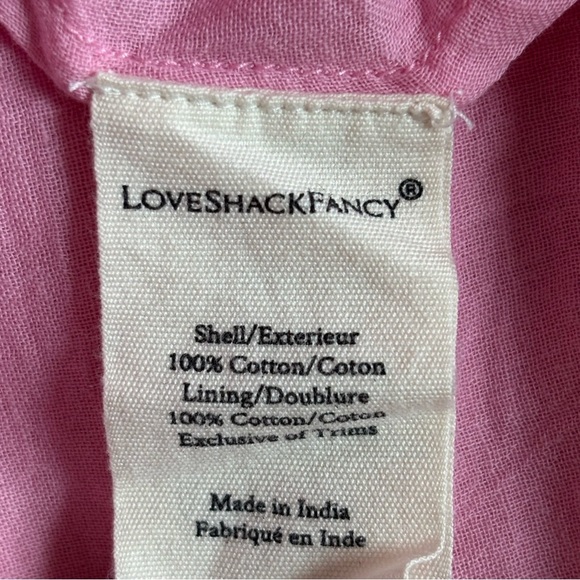 LOVESHACKFANCY®
Shell/Exterieur
100% Cotton/Coton
Lining/Doublure
100% Cotton/Coton
Exclusive of Trims
Made in India
Fabriqué en Inde